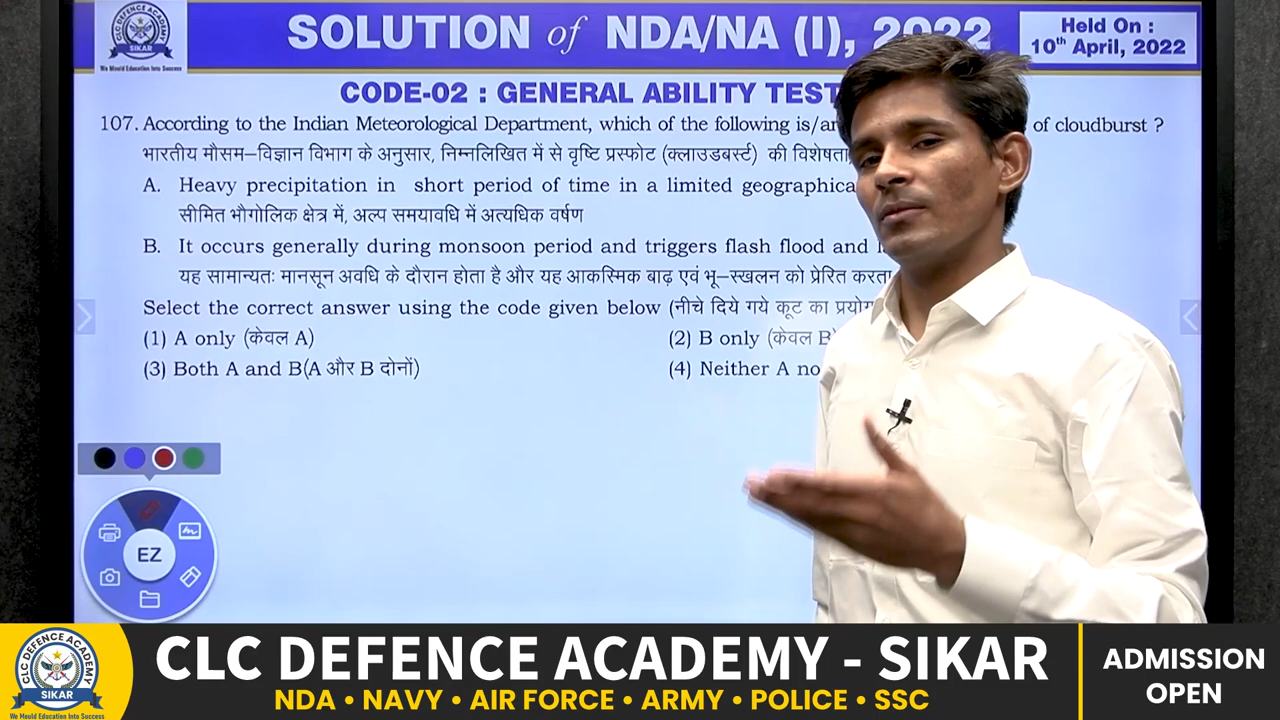 CLC DEFENCE ACADEMY
SIKAR
We Mould Education Into Success
SOLUTION of NDA/NA (I), 2022
Held On :
10th April, 2022
CODE-02 : GENERAL ABILITY TEST
107. According to the Indian Meteorological Department, which of the following is/ar of cloudburst ?
भारतीय मौसम–विज्ञान विभाग के अनुसार, निम्नलिखित में से वृष्टि प्रस्फोट (क्लाउडबर्स्ट) की विशेषता
A. Heavy precipitation in short period of time in a limited geographica
सीमित भौगोलिक क्षेत्र में, अल्प समयावधि में अत्यधिक वर्षण
B. It occurs generally during monsoon period and triggers flash flood and
यह सामान्यतः मानसून अवधि के दौरान होता है और यह आकस्मिक बाढ़ एवं भू–स्खलन को प्रेरित करता
Select the correct answer using the code given below (नीचे दिये गये कूट का प्रयोग
(1) A only (केवल A)
(2) B only (केवल B)
(3) Both A and B(A और B दोनों)
(4) Neither A no
EZ
CLC DEFENCE ACADEMY
SIKAR
We Mould Education Into Success
CLC DEFENCE ACADEMY - SIKAR
NDA • NAVY • AIR FORCE • ARMY • POLICE • SSC
ADMISSION
OPEN